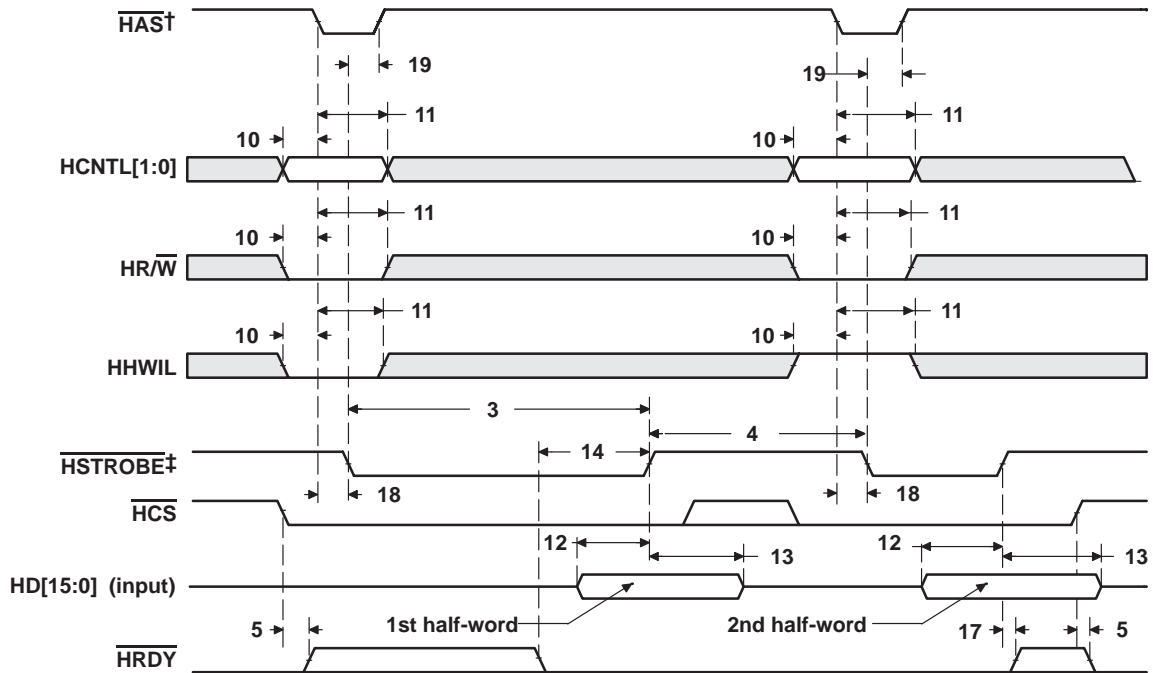 HAS†
19
19
11
11
10
10
HCNTL[1:0]
11
11
10
10
HR/W
11
11
10
10
HHWIL
3
4
14
HSTROBE‡
18
18
HCS
12
12
13
13
HD[15:0] (input)
1st half-word
2nd half-word
5
17
5
HRDY